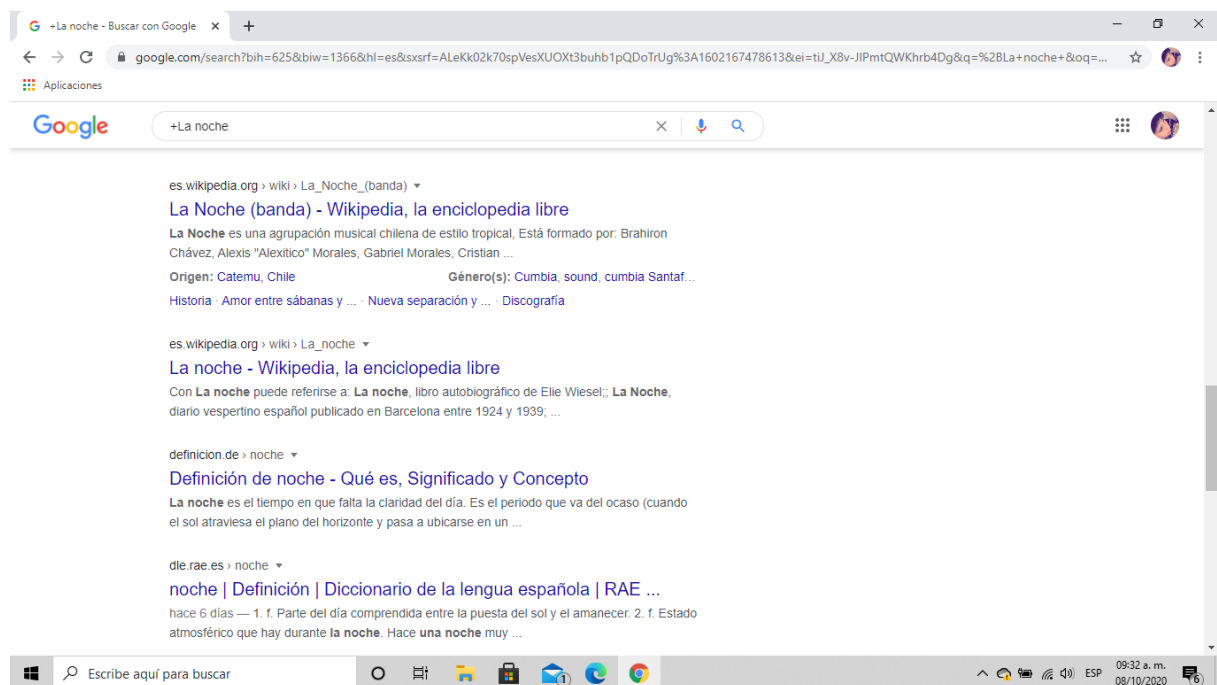 +La noche - Buscar con Google
google.com/search?bih=625&biw=1366&hl=es&sxsrf=ALeKk02k70spVesXUOXt3buhb1pQDoTrUg%3A1602167478613&ei=tiJ_X8v-JIPmtQWKhrb4Dg&q=%2BLa+noche+&oq=...
Aplicaciones
Google
+La noche
es.wikipedia.org › wiki › La_Noche_(banda)
La Noche (banda) - Wikipedia, la enciclopedia libre
La Noche es una agrupación musical chilena de estilo tropical, Está formado por: Brahiron
Chávez, Alexis "Alexitico" Morales, Gabriel Morales, Cristian ...
Origen: Catemu, Chile Género(s): Cumbia, sound, cumbia Santaf...
Historia · Amor entre sábanas y ... · Nueva separación y ... · Discografía
es.wikipedia.org › wiki › La_noche
La noche - Wikipedia, la enciclopedia libre
Con La noche puede referirse a: La noche, libro autobiográfico de Elie Wiesel;; La Noche,
diario vespertino español publicado en Barcelona entre 1924 y 1939; ...
definicion.de › noche
Definición de noche - Qué es, Significado y Concepto
La noche es el tiempo en que falta la claridad del día. Es el periodo que va del ocaso (cuando
el sol atraviesa el plano del horizonte y pasa a ubicarse en un ...
dle.rae.es › noche
noche | Definición | Diccionario de la lengua española | RAE ...
hace 6 días — 1. f. Parte del día comprendida entre la puesta del sol y el amanecer. 2. f. Estado
atmosférico que hay durante la noche. Hace una noche muy ...
Escribe aquí para buscar
1
ESP
09:32 a. m.
08/10/2020
6